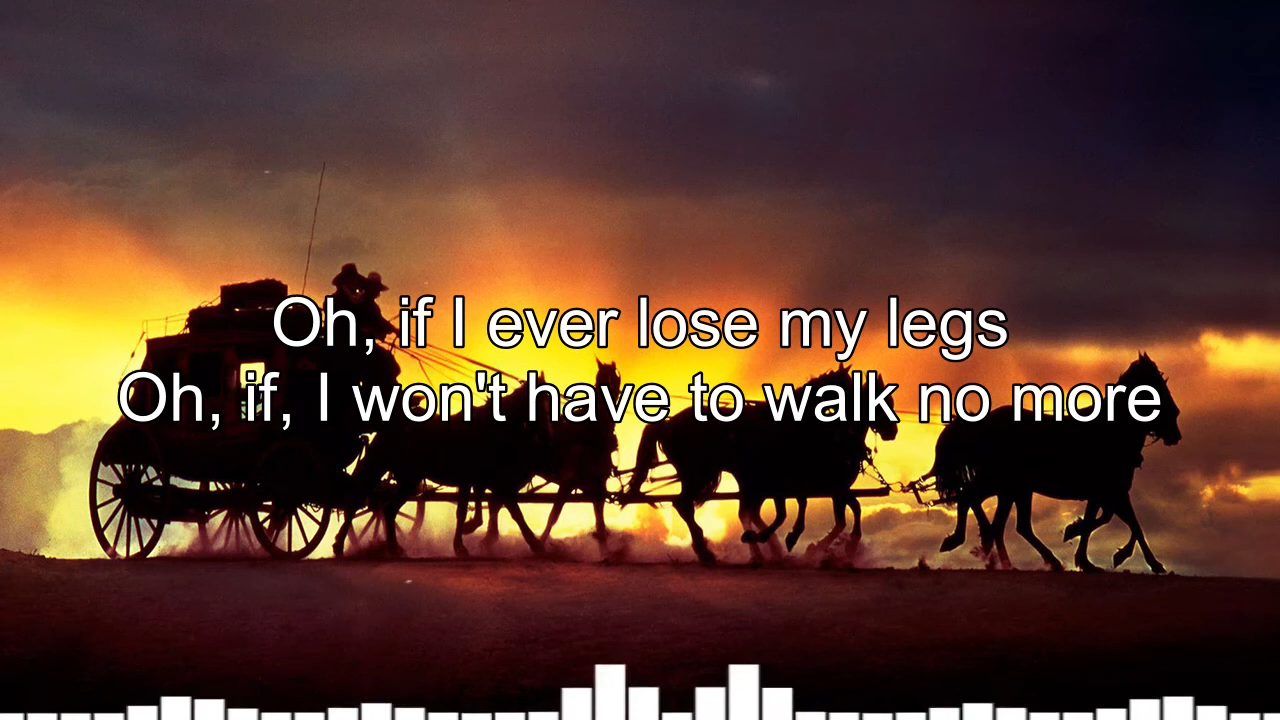 Oh, if I ever lose my legs
Oh, if, I won't have to walk no more